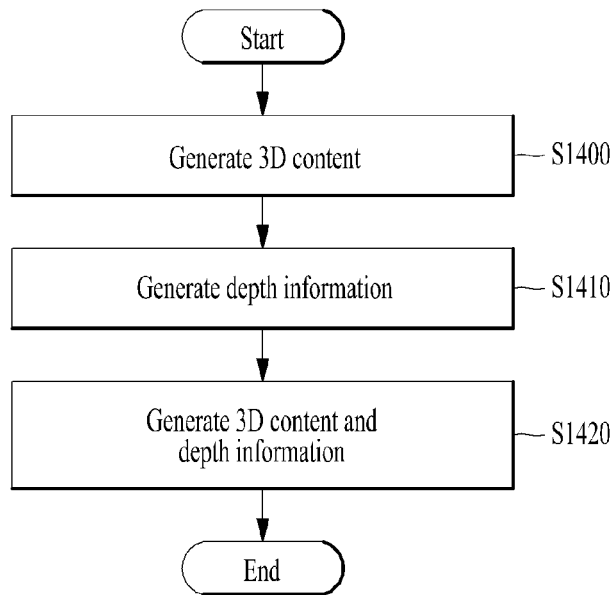 Start
Generate 3D content
S1400
Generate depth information
S1410
Generate 3D content and
depth information
S1420
End